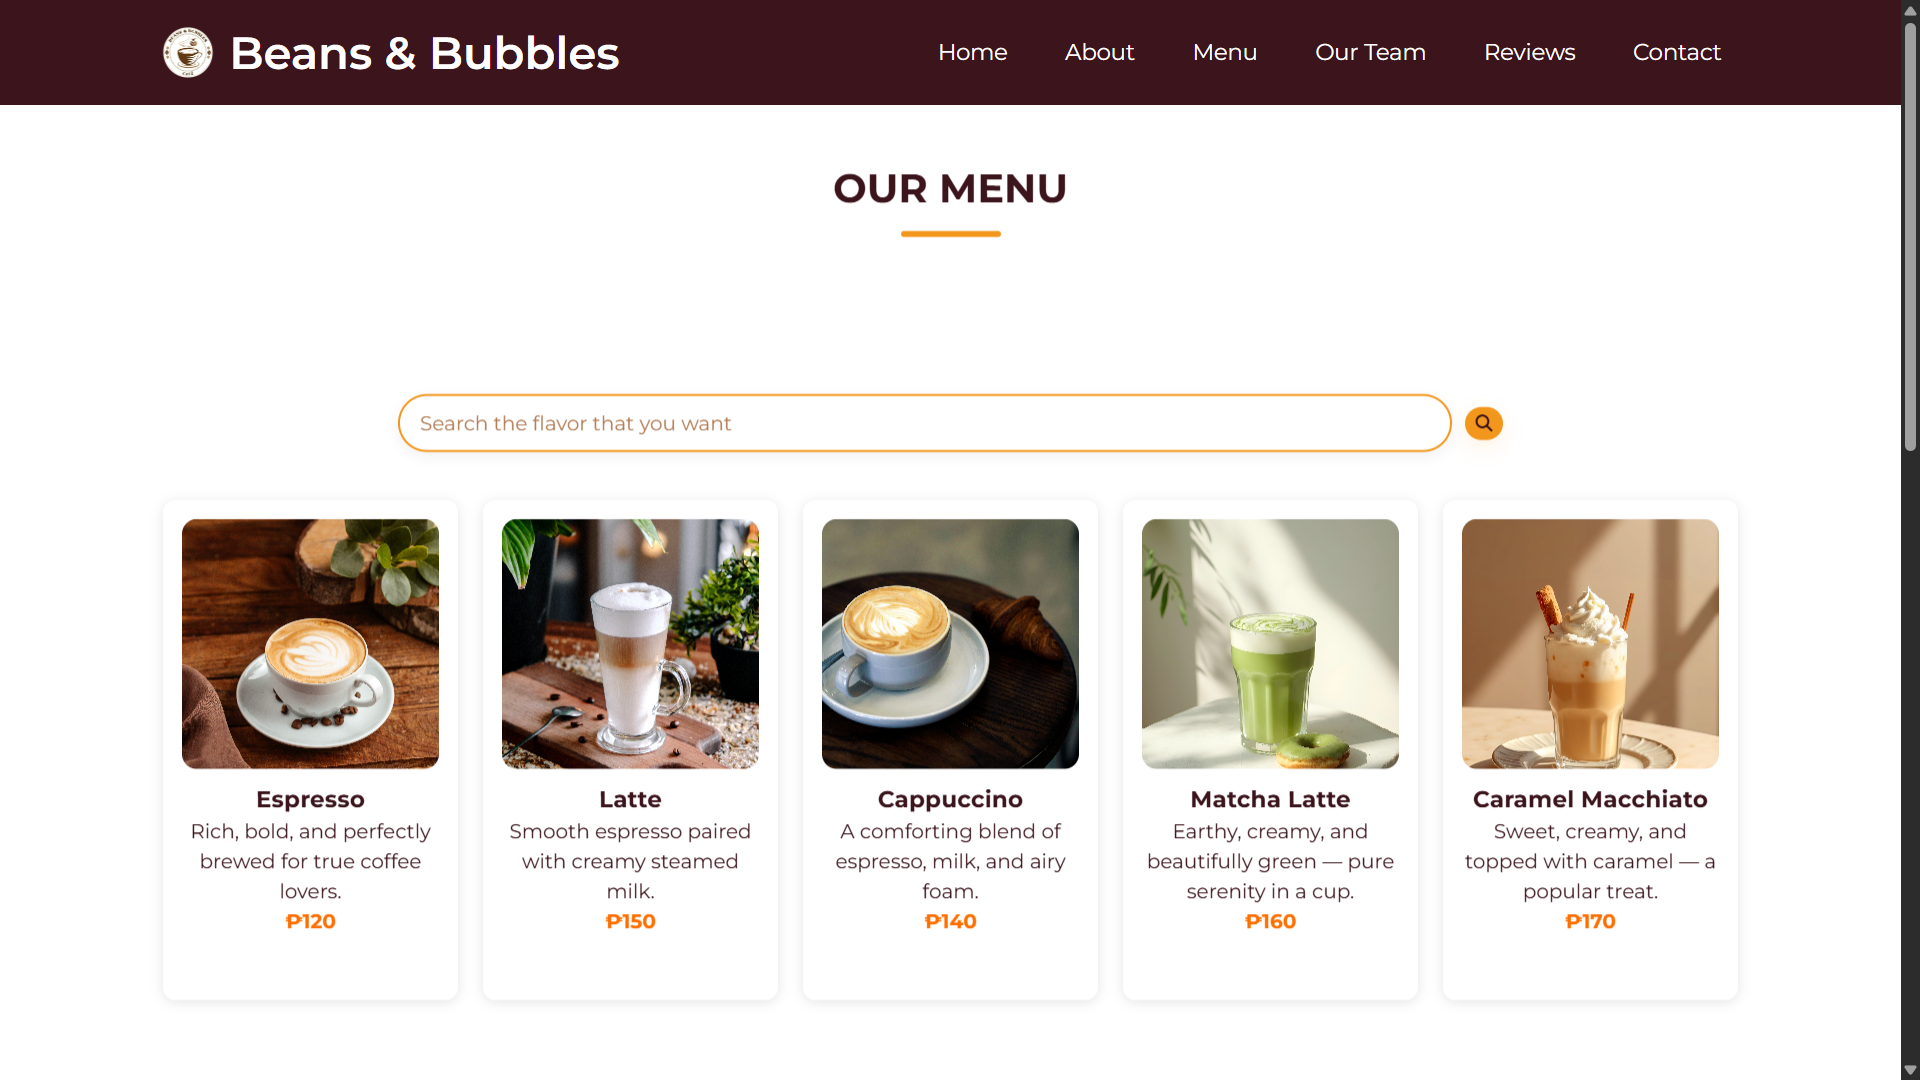 Beans & Bubbles
Home
About
Menu
Our Team
Reviews
Contact
OUR MENU
Search the flavor that you want
Espresso
Rich, bold, and perfectly
brewed for true coffee
lovers.
₱120
Latte
Smooth espresso paired
with creamy steamed
milk.
₱150
Cappuccino
A comforting blend of
espresso, milk, and airy
foam.
₱140
Matcha Latte
Earthy, creamy, and
beautifully green — pure
serenity in a cup.
₱160
Caramel Macchiato
Sweet, creamy, and
topped with caramel — a
popular treat.
₱170